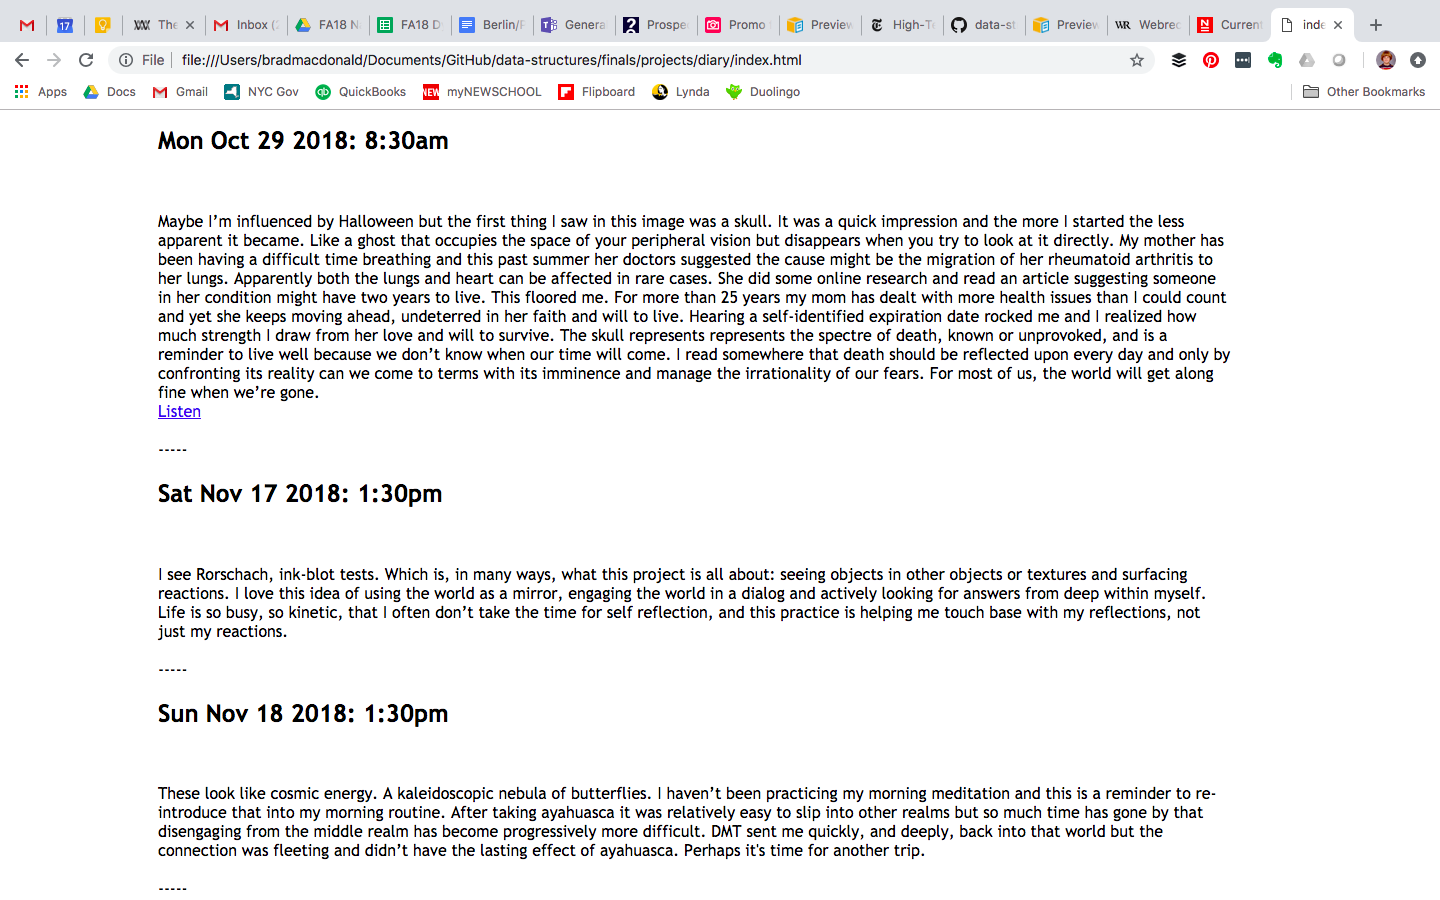 The
Inbox (2
FA18 N
FA18 D
Berlin/F
Genera
Prospe
Promo
Preview
High-Te
data-st
Preview
Webrec
Current
inde
File
file:///Users/bradmacdonald/Documents/GitHub/data-structures/finals/projects/diary/index.html
Apps
Docs
Gmail
NYC Gov
QuickBooks
myNEWSCHOOL
Flipboard
Lynda
Duolingo
Other Bookmarks
Mon Oct 29 2018: 8:30am
Maybe I’m influenced by Halloween but the first thing I saw in this image was a skull. It was a quick impression and the more I started the less
apparent it became. Like a ghost that occupies the space of your peripheral vision but disappears when you try to look at it directly. My mother has
been having a difficult time breathing and this past summer her doctors suggested the cause might be the migration of her rheumatoid arthritis to
her lungs. Apparently both the lungs and heart can be affected in rare cases. She did some online research and read an article suggesting someone
in her condition might have two years to live. This floored me. For more than 25 years my mom has dealt with more health issues than I could count
and yet she keeps moving ahead, undeterred in her faith and will to live. Hearing a self-identified expiration date rocked me and I realized how
much strength I draw from her love and will to survive. The skull represents represents the spectre of death, known or unprovoked, and is a
reminder to live well because we don’t know when our time will come. I read somewhere that death should be reflected upon every day and only by
confronting its reality can we come to terms with its imminence and manage the irrationality of our fears. For most of us, the world will get along
fine when we’re gone.
Listen
-----
Sat Nov 17 2018: 1:30pm
I see Rorschach, ink-blot tests. Which is, in many ways, what this project is all about: seeing objects in other objects or textures and surfacing
reactions. I love this idea of using the world as a mirror, engaging the world in a dialog and actively looking for answers from deep within myself.
Life is so busy, so kinetic, that I often don’t take the time for self reflection, and this practice is helping me touch base with my reflections, not
just my reactions.
-----
Sun Nov 18 2018: 1:30pm
These look like cosmic energy. A kaleidoscopic nebula of butterflies. I haven’t been practicing my morning meditation and this is a reminder to re-
introduce that into my morning routine. After taking ayahuasca it was relatively easy to slip into other realms but so much time has gone by that
disengaging from the middle realm has become progressively more difficult. DMT sent me quickly, and deeply, back into that world but the
connection was fleeting and didn’t have the lasting effect of ayahuasca. Perhaps it's time for another trip.
-----